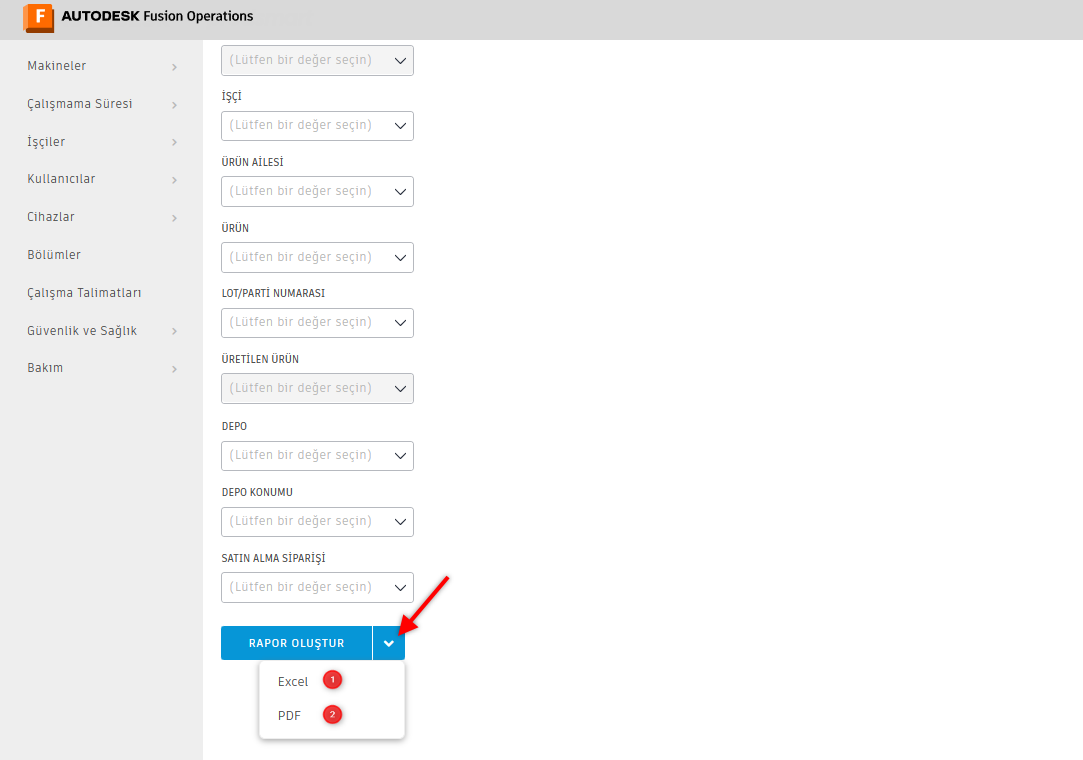 F AUTODESK Fusion Operations
Makineler
Çalışmama Süresi
İşçiler
Kullanıcılar
Cihazlar
Bölümler
Çalışma Talimatları
Güvenlik ve Sağlık
Bakım
(Lütfen bir değer seçin)
İŞÇİ
(Lütfen bir değer seçin)
ÜRÜN AİLESİ
(Lütfen bir değer seçin)
ÜRÜN
(Lütfen bir değer seçin)
LOT/PARTİ NUMARASI
(Lütfen bir değer seçin)
ÜRETİLEN ÜRÜN
(Lütfen bir değer seçin)
DEPO
(Lütfen bir değer seçin)
DEPO KONUMU
(Lütfen bir değer seçin)
SATIN ALMA SİPARİŞİ
(Lütfen bir değer seçin)
RAPOR OLUŞTUR
Excel 1
PDF 2